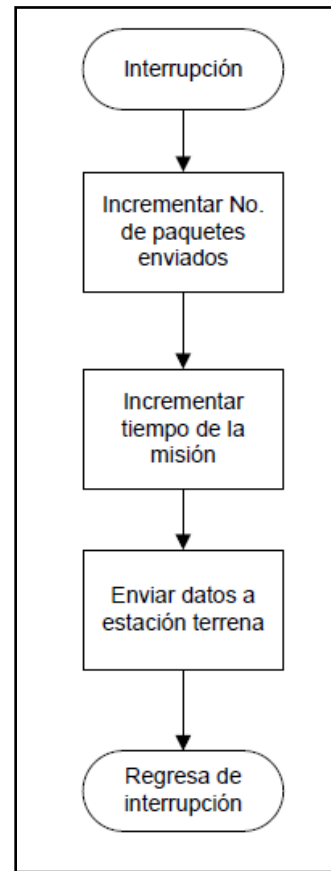 Interrupción
Incrementar No.
de paquetes
enviados
Incrementar
tiempo de la
misión
Enviar datos a
estación terrena
Regresa de
interrupción